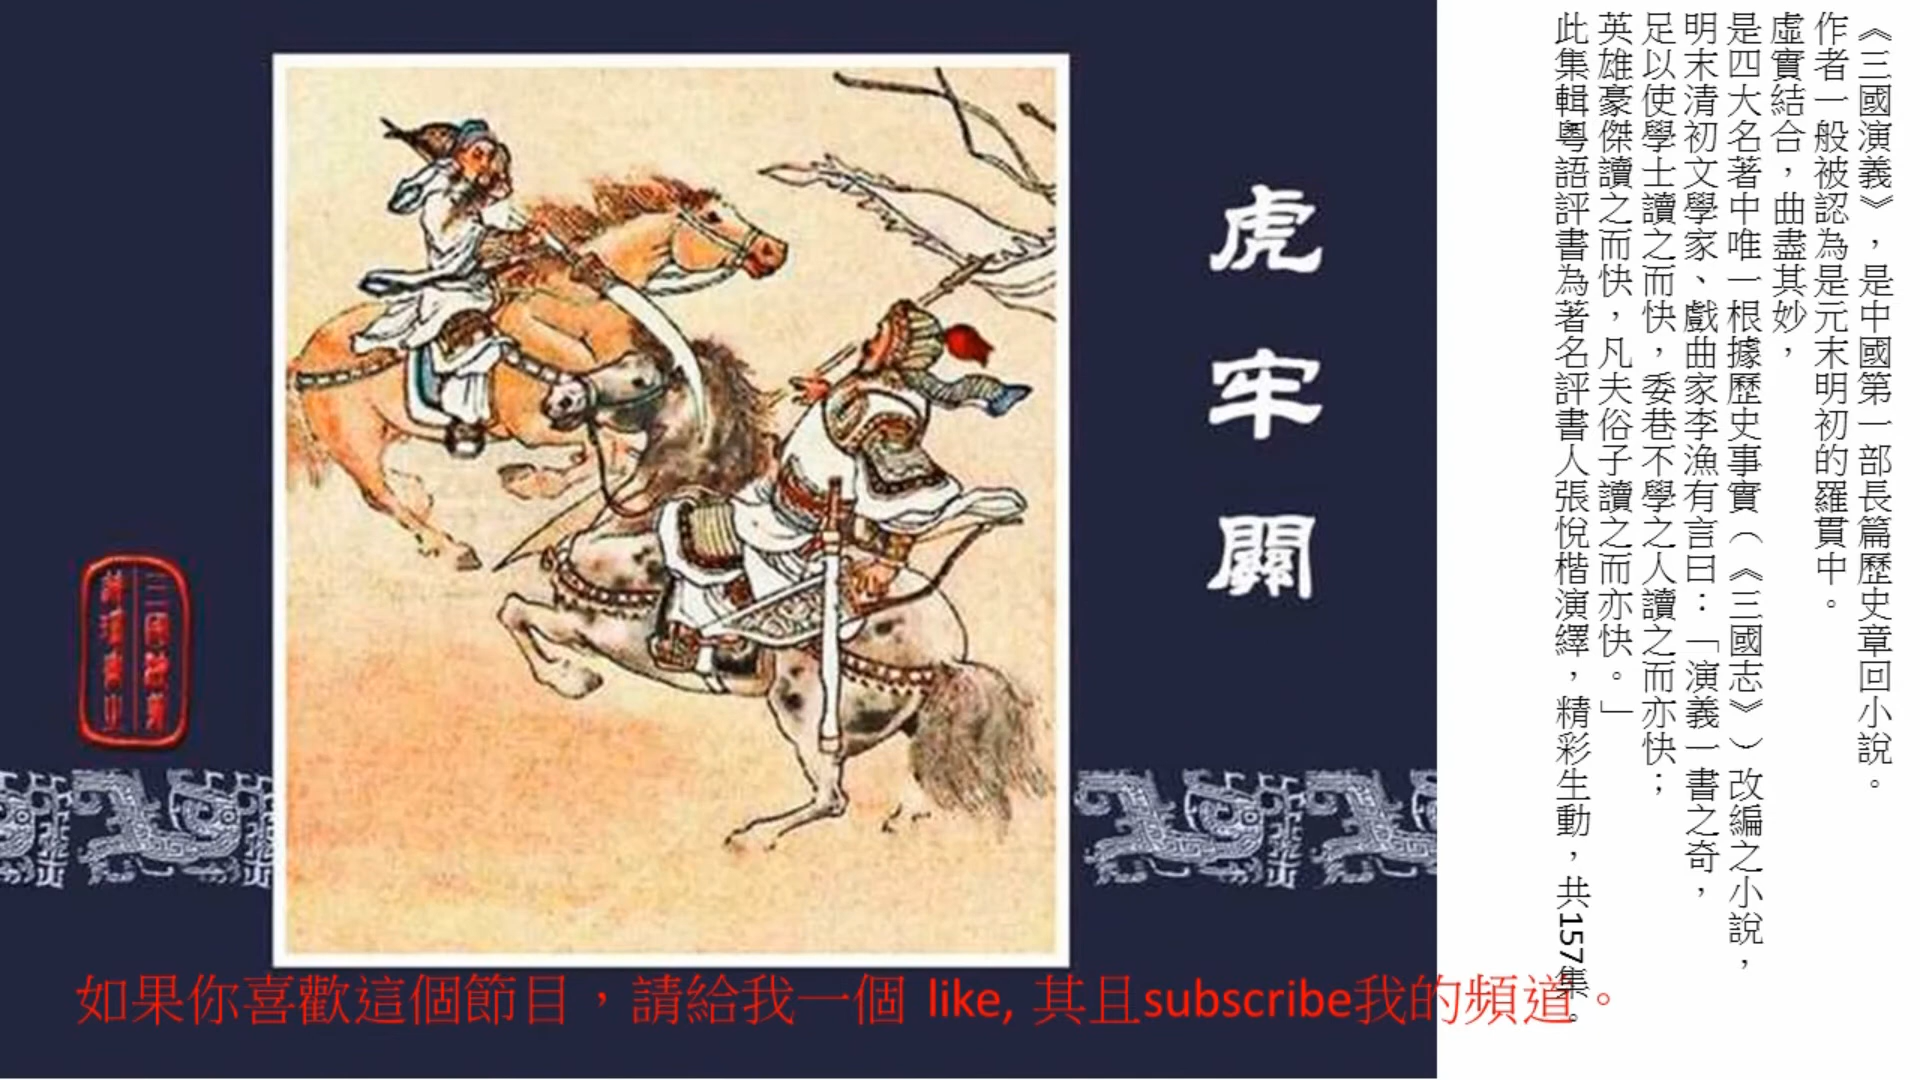 《三國演義》，是中國第一部長篇歷史章回小說。
作者一般被認為是元末明初的羅貫中。
虛實結合，曲盡其妙，
是四大名著中唯一根據歷史事實（《三國志》）改編之小說，
明末清初文學家、戲曲家李漁有言曰：「演義一書之奇，
足以使學士讀之而快，委巷不學之人讀之而亦快；
英雄豪傑讀之而快，凡夫俗子讀之而亦快。」
此集輯粵語評書為著名評書人張悅楷演繹，精彩生動，共157集。
虎牢關
如果你喜歡這個節目，請給我一個 like, 其且subscribe我的頻道。